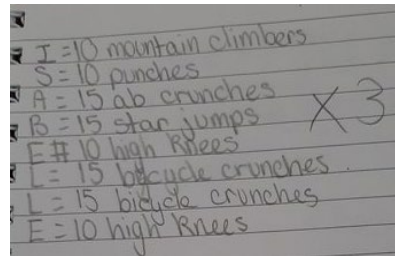 I = 10 mountain climbers
S = 10 punches
A = 15 ab crunches
B = 15 star jumps
E # 10 high knees
L = 15 bicycle crunches.
L = 15 bicycle crunches
E = 10 high knees
X 3